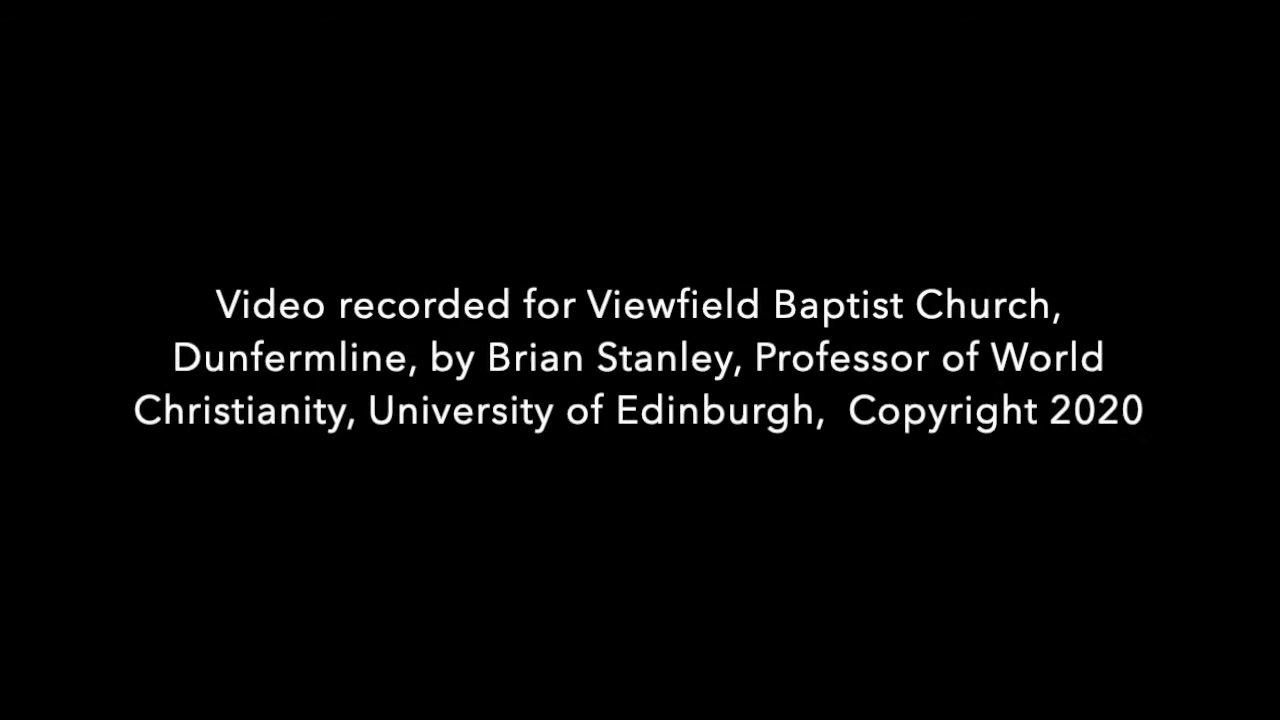 Video recorded for Viewfield Baptist Church,
Dunfermline, by Brian Stanley, Professor of World
Christianity, University of Edinburgh,  Copyright 2020